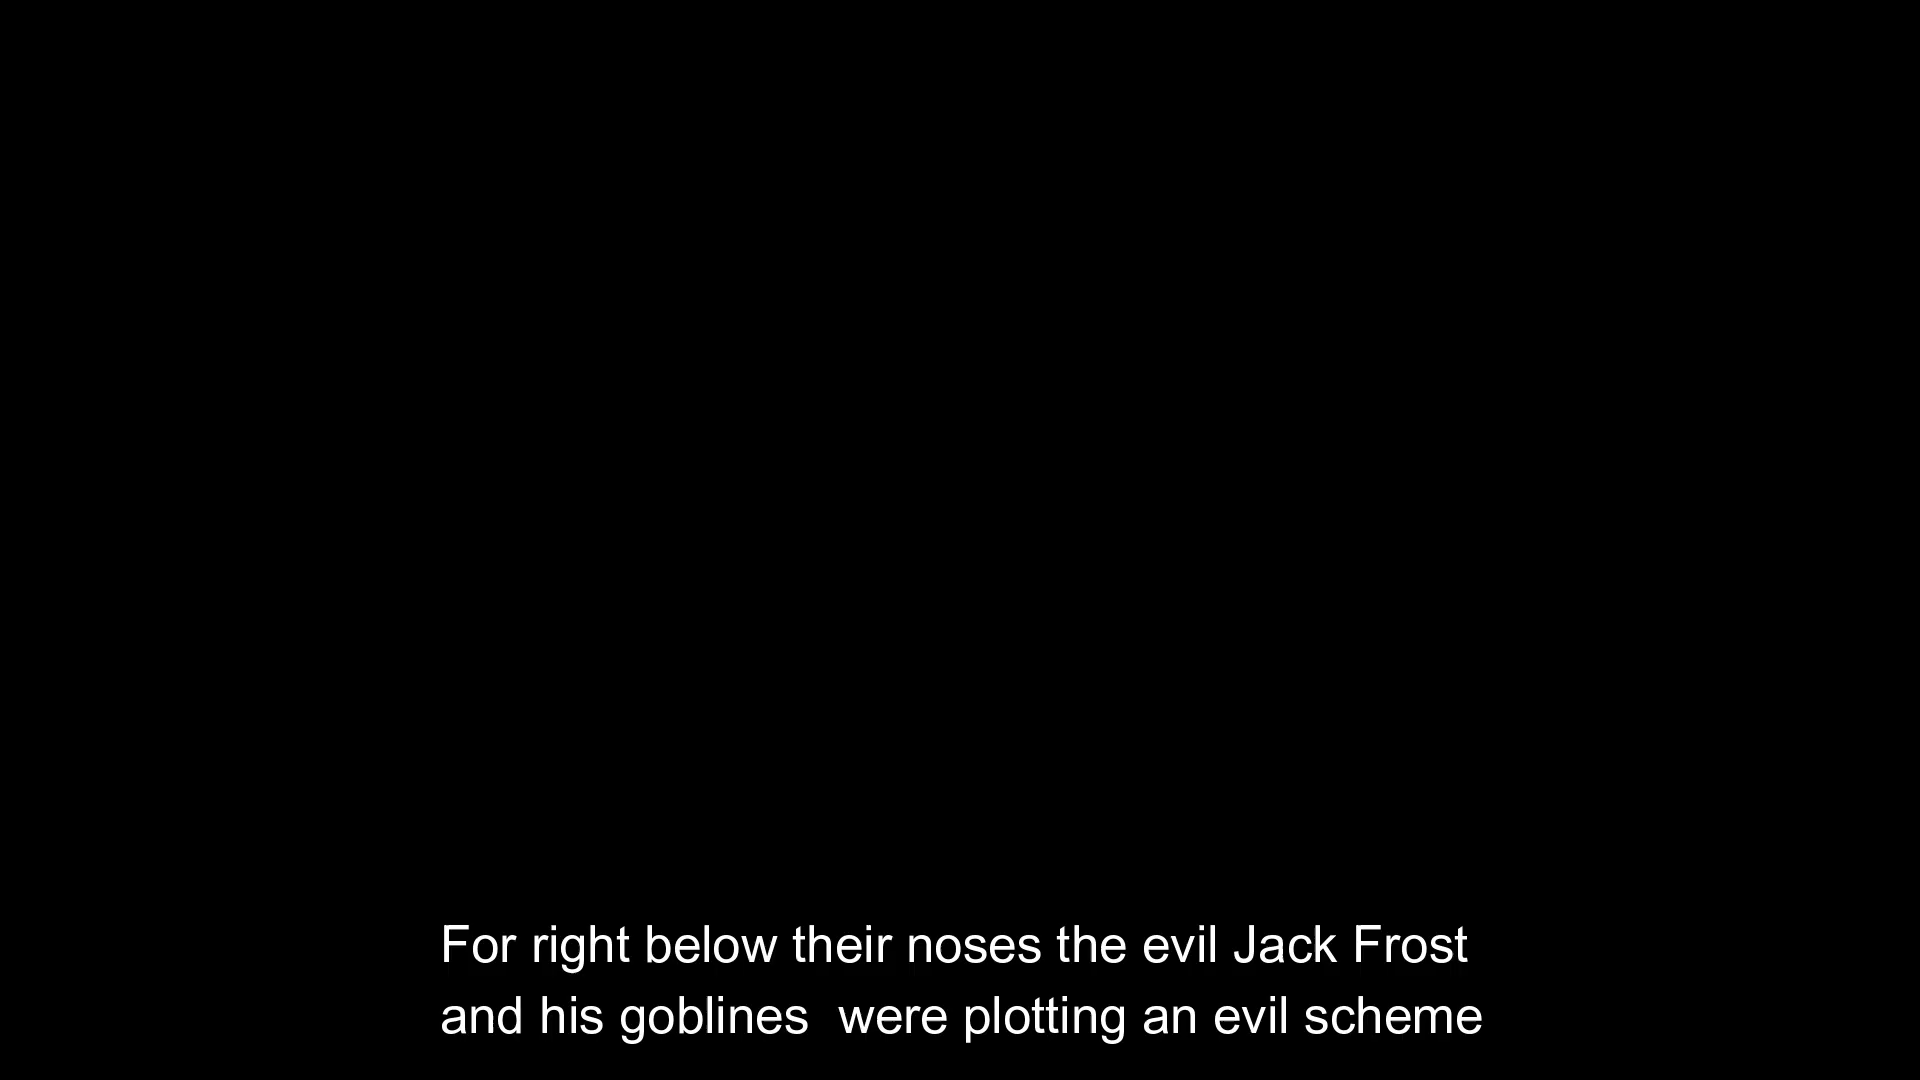 For right below their noses the evil Jack Frost
and his goblines  were plotting an evil scheme